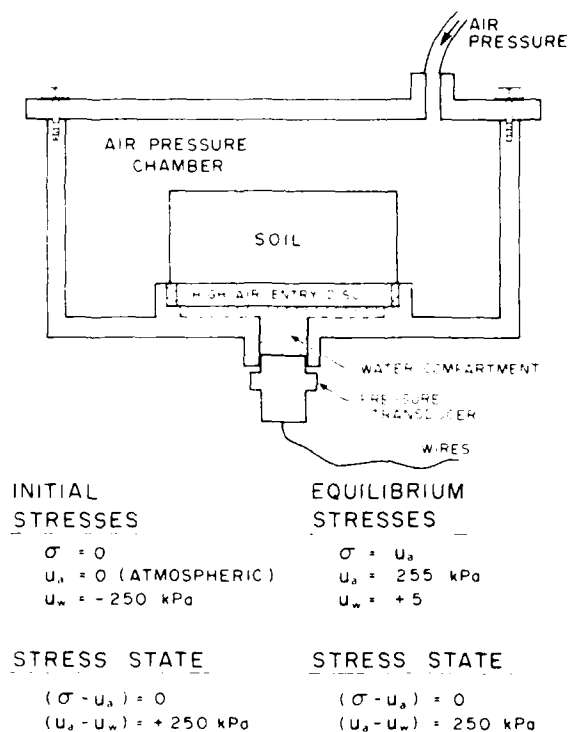 AIR
PRESSURE
AIR PRESSURE
CHAMBER
SOIL
HIGH AIR ENTRY DISC
WATER COMPARTMENT
PRESSURE
TRANSDUCER
WIRES
INITIAL
STRESSES
σ = 0
uₐ = 0 (ATMOSPHERIC)
u_w = -250 kPa
EQUILIBRIUM
STRESSES
σ = uₐ
uₐ = 255 kPa
u_w = +5
STRESS STATE
(σ - uₐ) = 0
(uₐ - u_w) = +250 kPa
STRESS STATE
(σ - uₐ) = 0
(uₐ - u_w) = 250 kPa